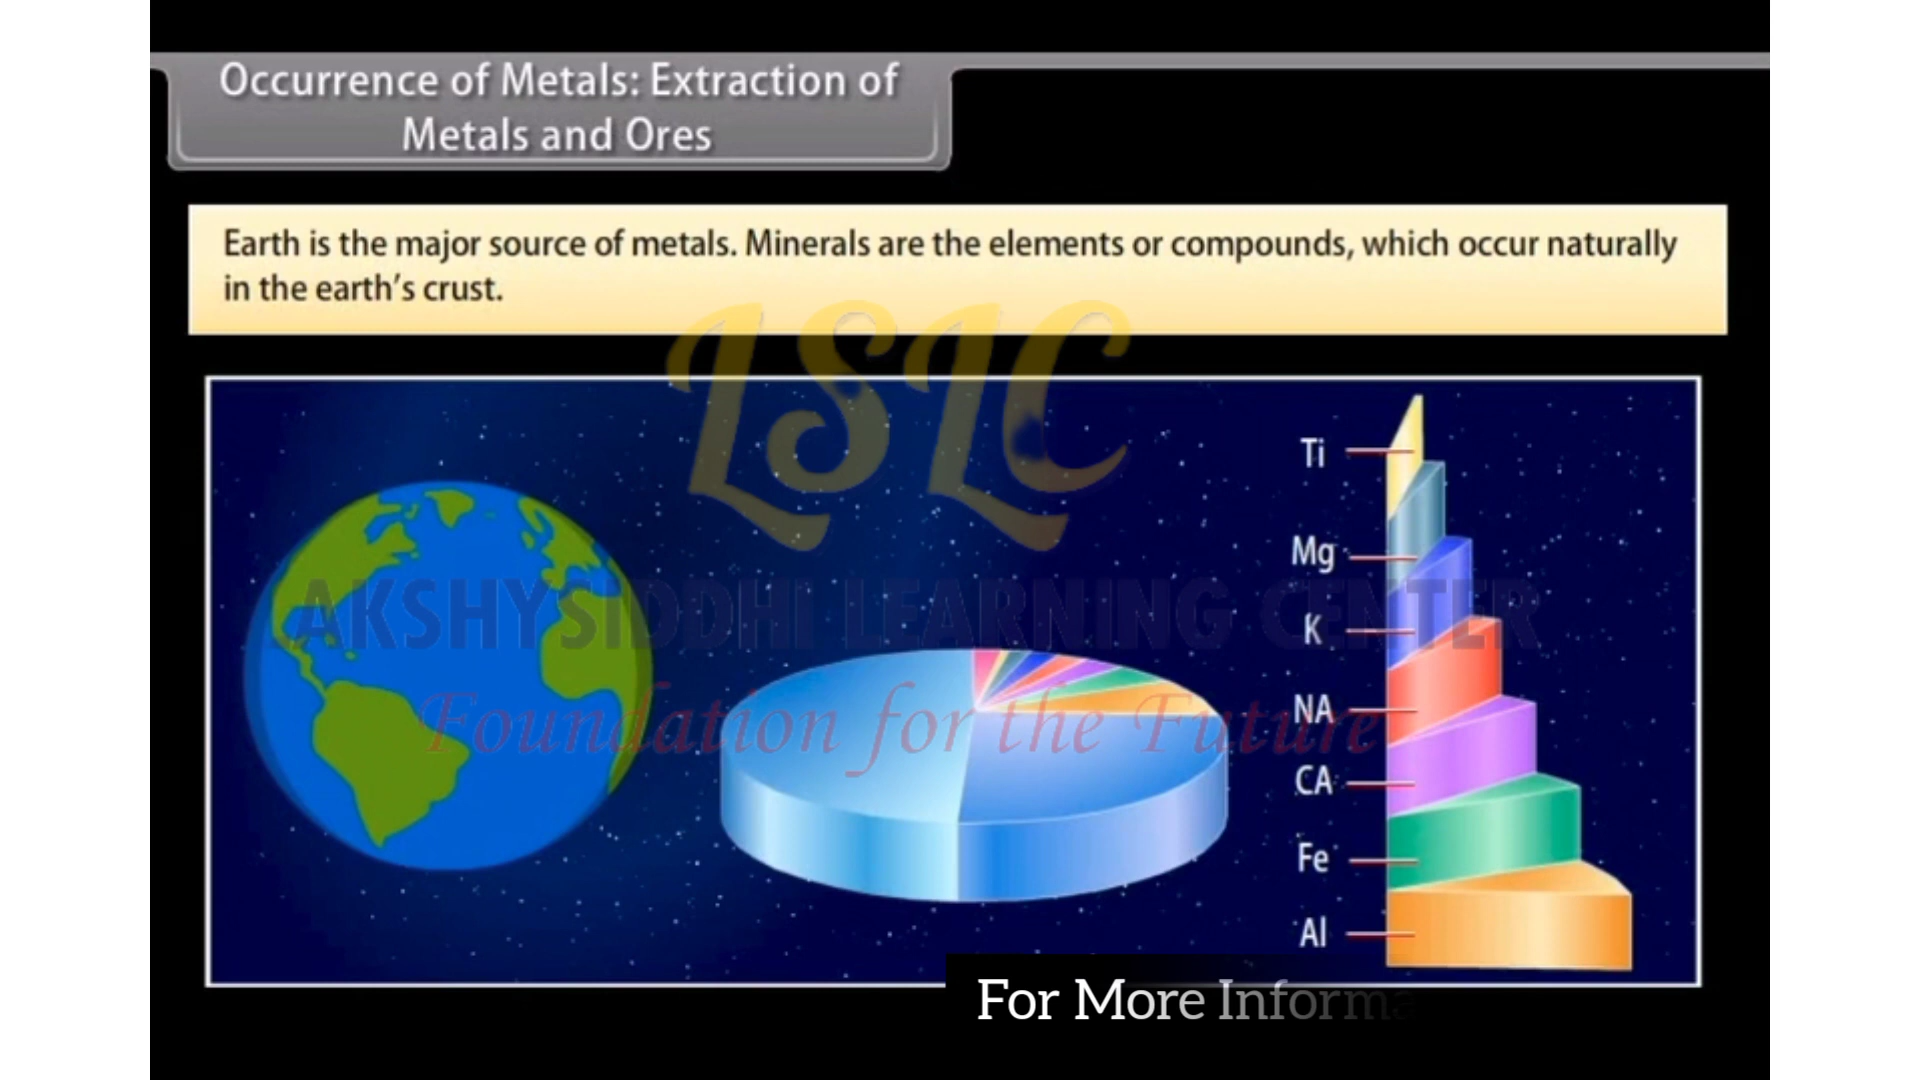 Occurrence of Metals: Extraction of
Metals and Ores
Earth is the major source of metals. Minerals are the elements or compounds, which occur naturally
in the earth's crust.
LSLC
AKSHYSIDDHI LEARNING CENTER
Foundation for the Future
Ti
Mg
K
NA
CA
Fe
Al
For More Inform